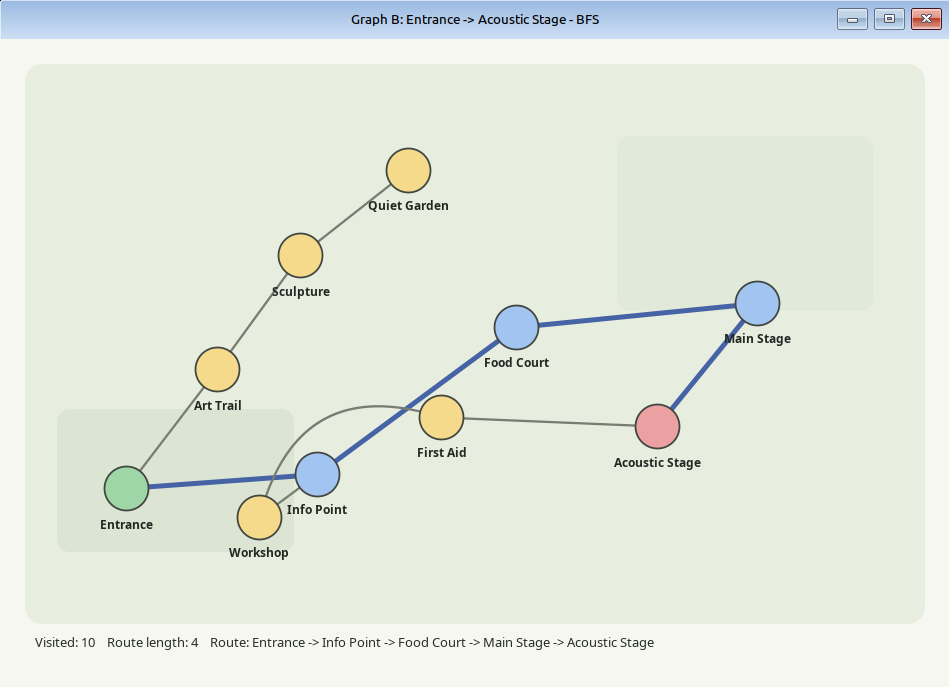 Graph B: Entrance -> Acoustic Stage - BFS
Quiet Garden
Sculpture
Main Stage
Food Court
Art Trail
First Aid
Acoustic Stage
Info Point
Entrance
Workshop
Visited: 10 Route length: 4 Route: Entrance -> Info Point -> Food Court -> Main Stage -> Acoustic Stage